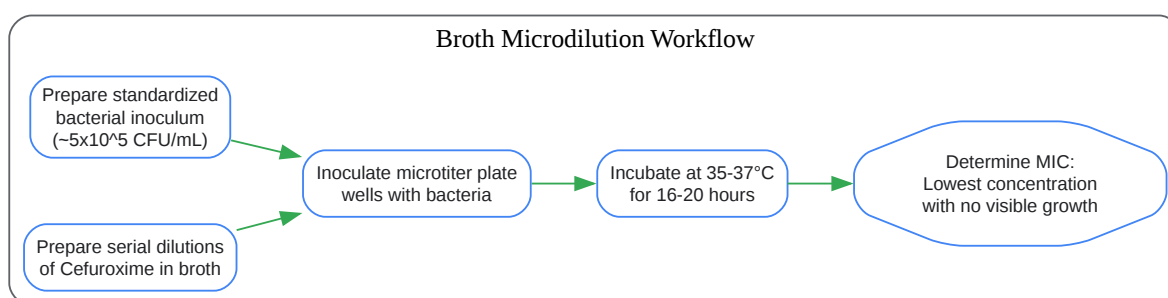 Broth Microdilution Workflow
Prepare standardized
bacterial inoculum
(~5x10^5 CFU/mL)
Prepare serial dilutions
of Cefuroxime in broth
Inoculate microtiter plate
wells with bacteria
Incubate at 35-37°C
for 16-20 hours
Determine MIC:
Lowest concentration
with no visible growth